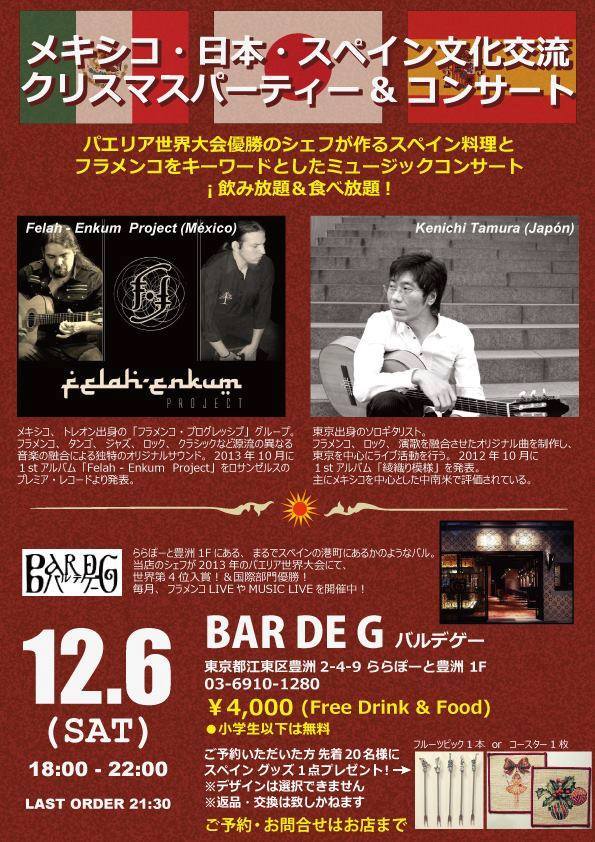 メキシコ・日本・スペイン文化交流
クリスマスパーティー & コンサート
パエリア世界大会優勝のシェフが作るスペイン料理と
フラメンコをキーワードとしたミュージックコンサート
¡ 飲み放題&食べ放題!
Felah - Enkum Project (México)
felah-enkum
PROJECT
Kenichi Tamura (Japón)
メキシコ、トレオン出身の「フラメンコ・プログレッシブ」グループ。
フラメンコ、タンゴ、ジャズ、ロック、クラシックなど源流の異なる
音楽の融合による独特のオリジナルサウンド。2013年10月に
1stアルバム「Felah - Enkum Project」をロサンゼルスの
プレミア・レコードより発表。
東京出身のソロギタリスト。
フラメンコ、ロック、演歌を融合させたオリジナル曲を制作し、
東京を中心にライブ活動を行う。2012年10月に
1stアルバム「綾織り模様」を発表。
主にメキシコを中心とした中南米で評価されている。
BAR DE G
バルデゲー
ららぽーと豊洲1Fにある、まるでスペインの港町にあるかのようなバル。
当店のシェフが2013年のパエリア世界大会にて、
世界第4位入賞!&国際部門優勝!
毎月、フラメンコLIVEやMUSIC LIVEを開催中!
12.6
(SAT)
18:00 - 22:00
LAST ORDER 21:30
BAR DE G バルデゲー
東京都江東区豊洲2-4-9 ららぽーと豊洲 1F
03-6910-1280
¥4,000 (Free Drink & Food)
●小学生以下は無料
ご予約いただいた方 先着20名様に
スペイン グッズ1点プレゼント!→
※デザインは選択できません
※返品・交換は致しかねます
ご予約・お問合せはお店まで
フルーツピック1本 or コースター1枚